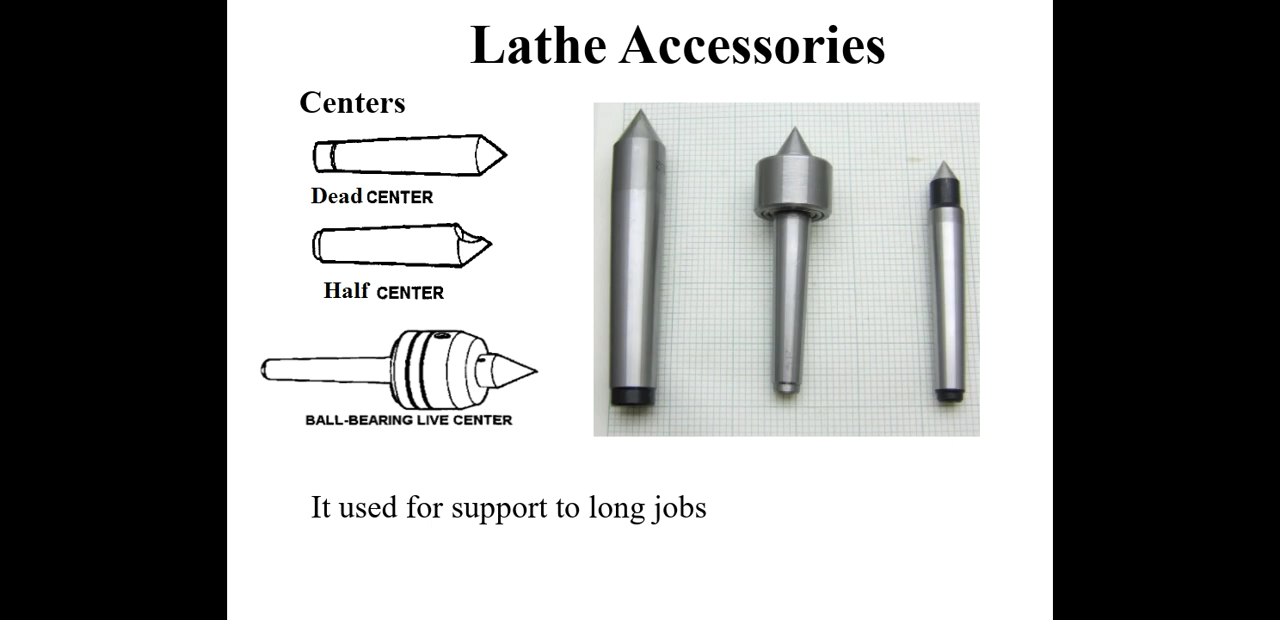 Lathe Accessories
Centers
Dead CENTER
Half CENTER
BALL-BEARING LIVE CENTER
It used for support to long jobs